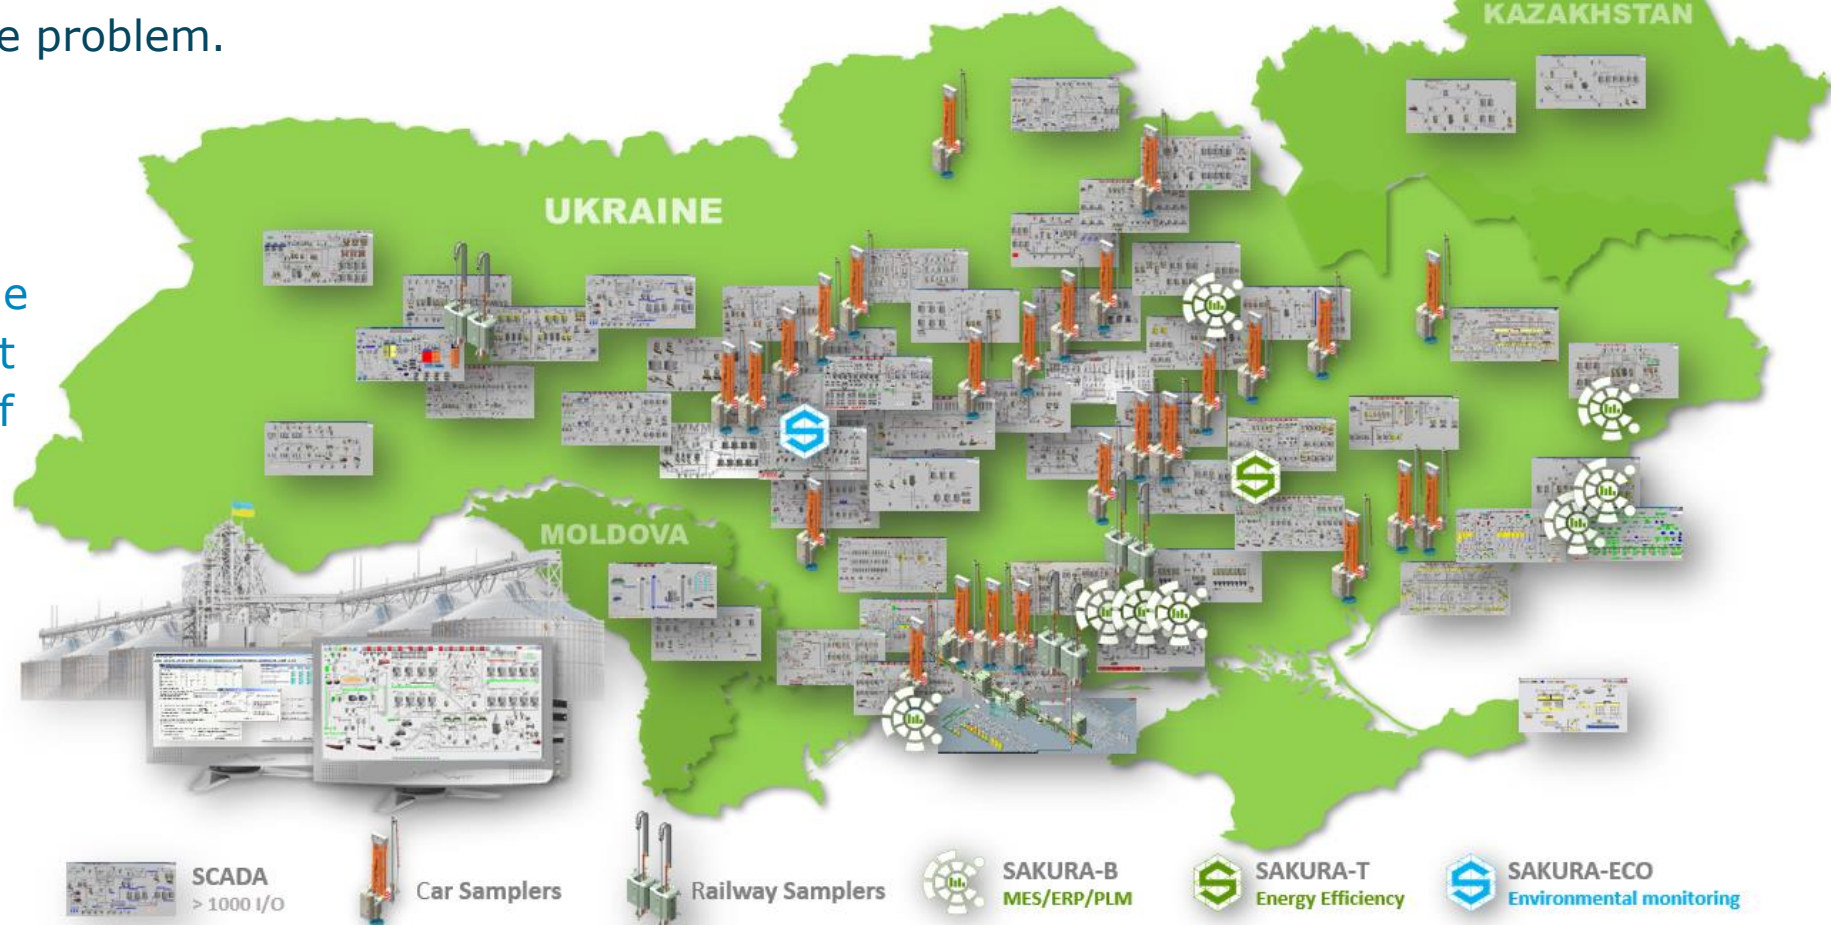 e problem.
KAZAKHSTAN
UKRAINE
e
t
f
MOLDOVA
SCADA
> 1000 I/O
Car Samplers
Railway Samplers
SAKURA-B
MES/ERP/PLM
SAKURA-T
Energy Efficiency
SAKURA-ECO
Environmental monitoring